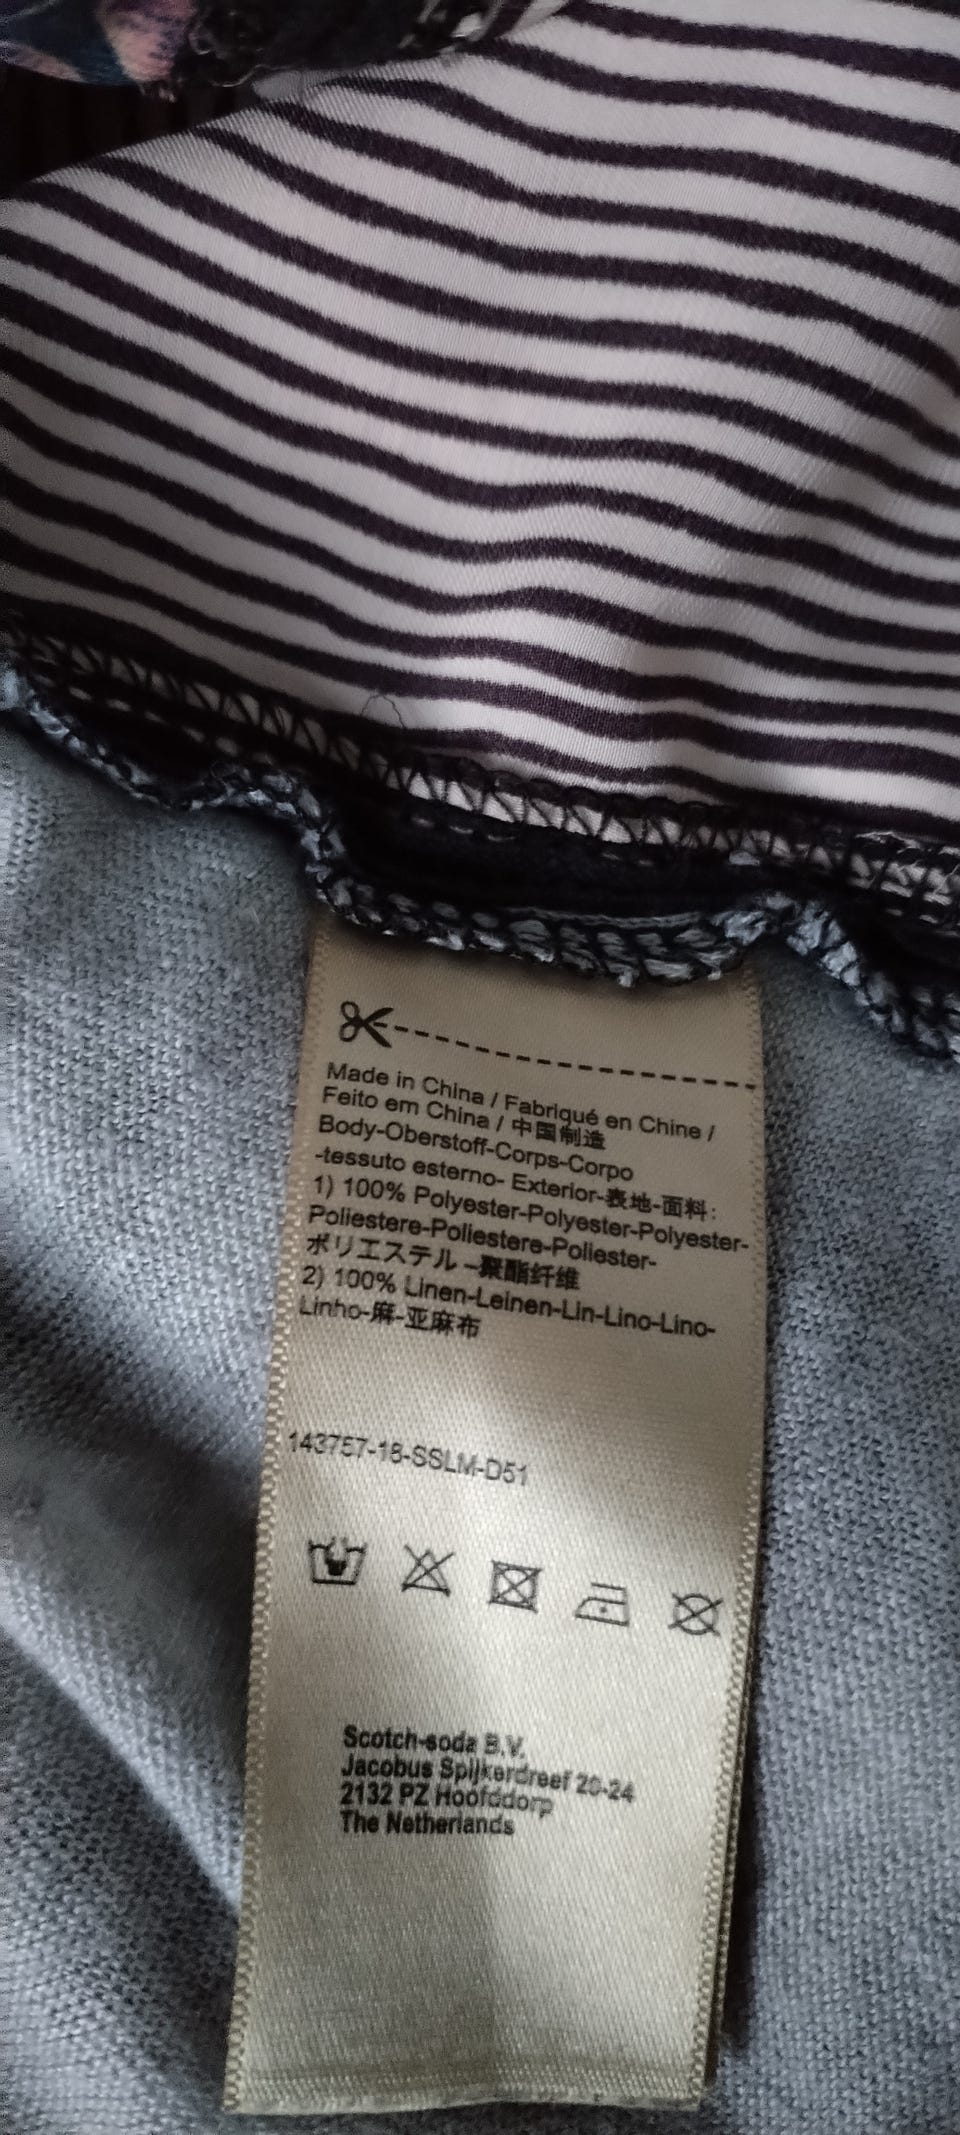 Made in China / Fabriqué en Chine /
Feito em China / 中国制造
Body-Oberstoff-Corps-Corpo
-tessuto esterno- Exterior-表地-面料:
1) 100% Polyester-Polyester-Polyester-
Poliestere-Poliestere-Poliester-
ポリエステル -聚酯纤维
2) 100% Linen-Leinen-Lin-Lino-Lino-
Linho-麻-亚麻布
143757-18-SSLM-D51
Scotch-soda B.V.
Jacobus Spijkerdreef 20-24
2132 PZ Hoofddorp
The Netherlands